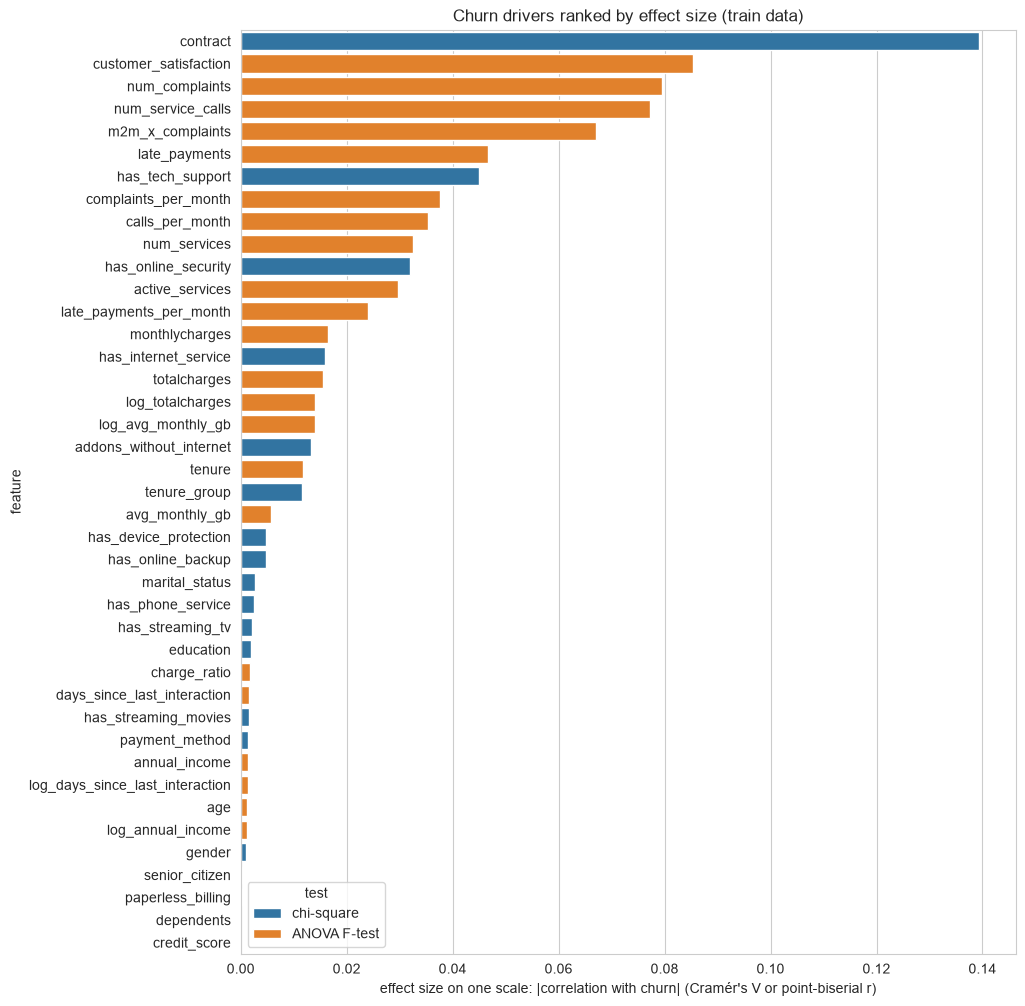 Churn drivers ranked by effect size (train data)
contract
customer_satisfaction
num_complaints
num_service_calls
m2m_x_complaints
late_payments
has_tech_support
complaints_per_month
calls_per_month
num_services
has_online_security
active_services
late_payments_per_month
monthlycharges
has_internet_service
totalcharges
log_totalcharges
log_avg_monthly_gb
addons_without_internet
tenure
tenure_group
avg_monthly_gb
has_device_protection
has_online_backup
marital_status
has_phone_service
has_streaming_tv
education
charge_ratio
days_since_last_interaction
has_streaming_movies
payment_method
annual_income
log_days_since_last_interaction
age
log_annual_income
gender
senior_citizen
paperless_billing
dependents
credit_score
feature
test
chi-square
ANOVA F-test
0.00 0.02 0.04 0.06 0.08 0.10 0.12 0.14
effect size on one scale: |correlation with churn| (Cramér's V or point-biserial r)